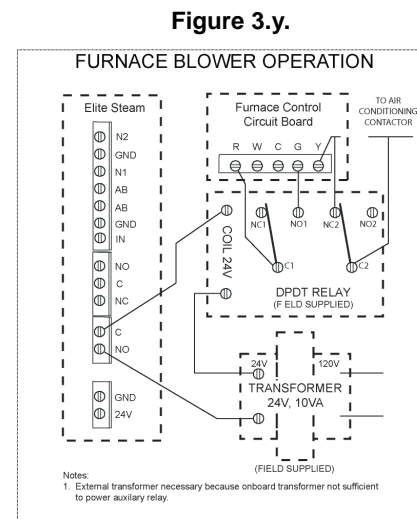 Figure 3.y.
FURNACE BLOWER OPERATION
Elite Steam
N2
GND
N1
AB
AB
GND
IN
NO
C
NC
C
NO
GND
24V
Furnace Control
Circuit Board
R W C G Y
TO AIR
CONDITIONING
CONTACTOR
COIL 24V
NC1 NO1 NC2 NO2
C1 C2
DPDT RELAY
(F ELD SUPPLIED)
24V 120V
TRANSFORMER
24V, 10VA
(FIELD SUPPLIED)
Notes:
1. External transformer necessary because onboard transformer not sufficient
to power auxilary relay.